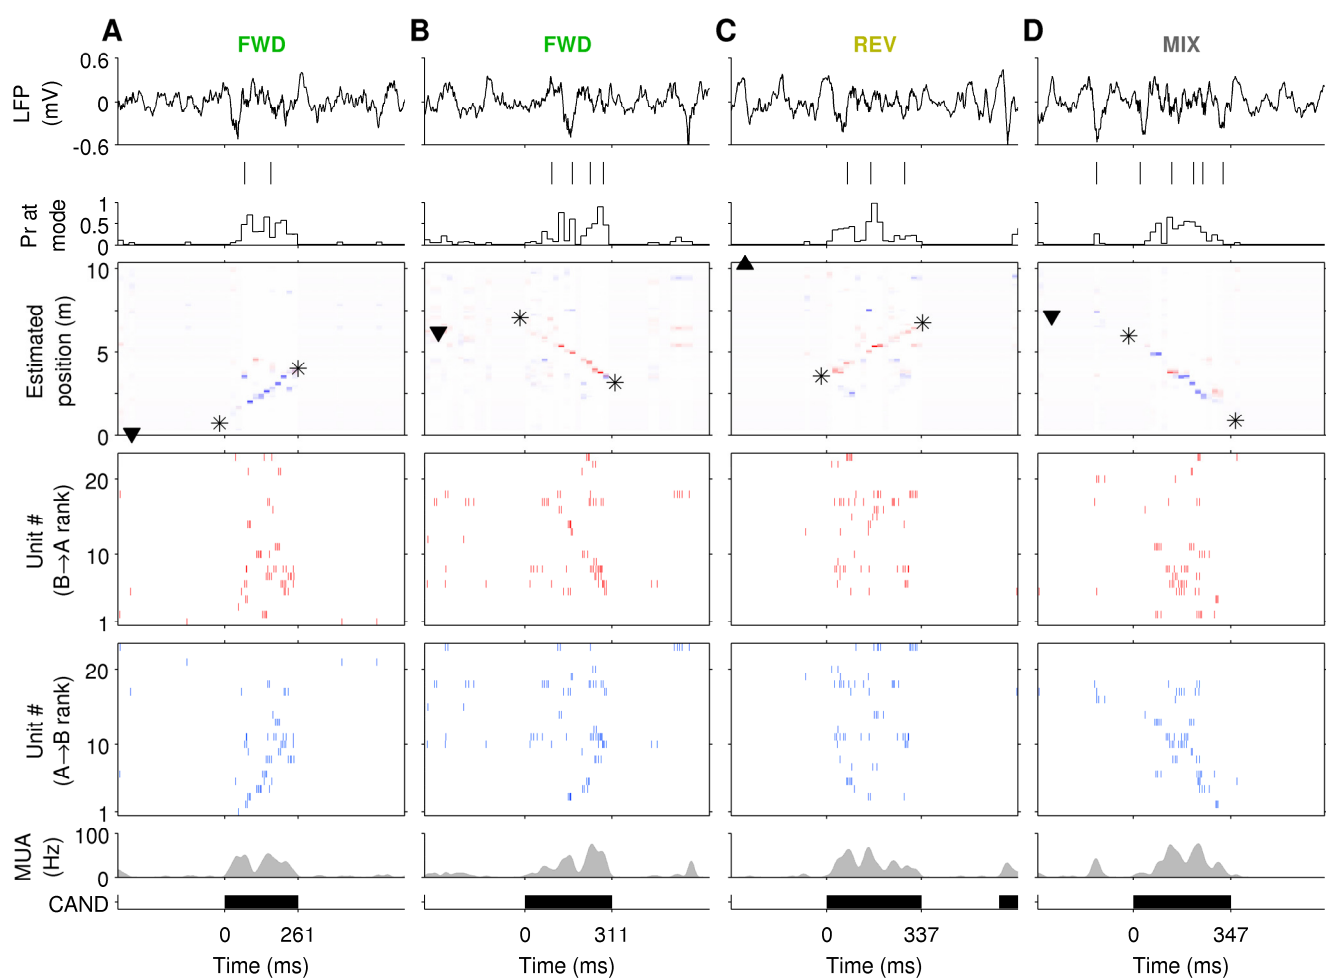 A B C D
FWD FWD REV MIX
0.6
LFP
(mV)
0
-0.6
1
Pr at
mode
0.5
0
10
Estimated
position (m)
5
0
20
Unit #
(B→A rank)
10
1
20
Unit #
(A→B rank)
10
1
100
MUA
(Hz)
0
CAND
0 261 0 311 0 337 0 347
Time (ms) Time (ms) Time (ms) Time (ms)